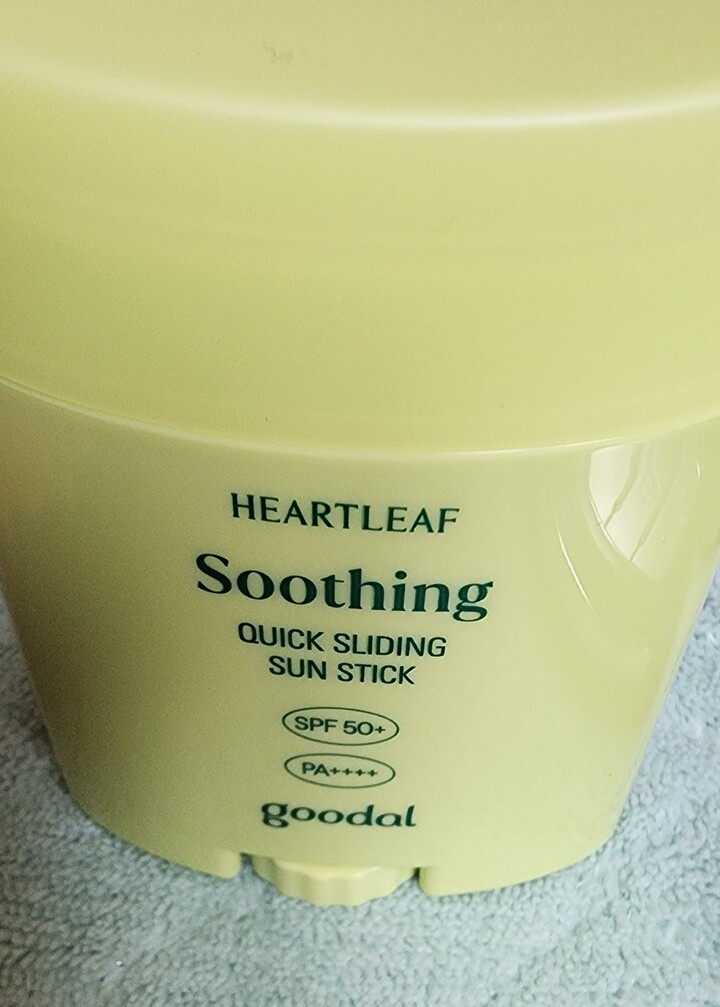 HEARTLEAF
Soothing
QUICK SLIDING
SUN STICK
SPF 50+
PA++++
goodal